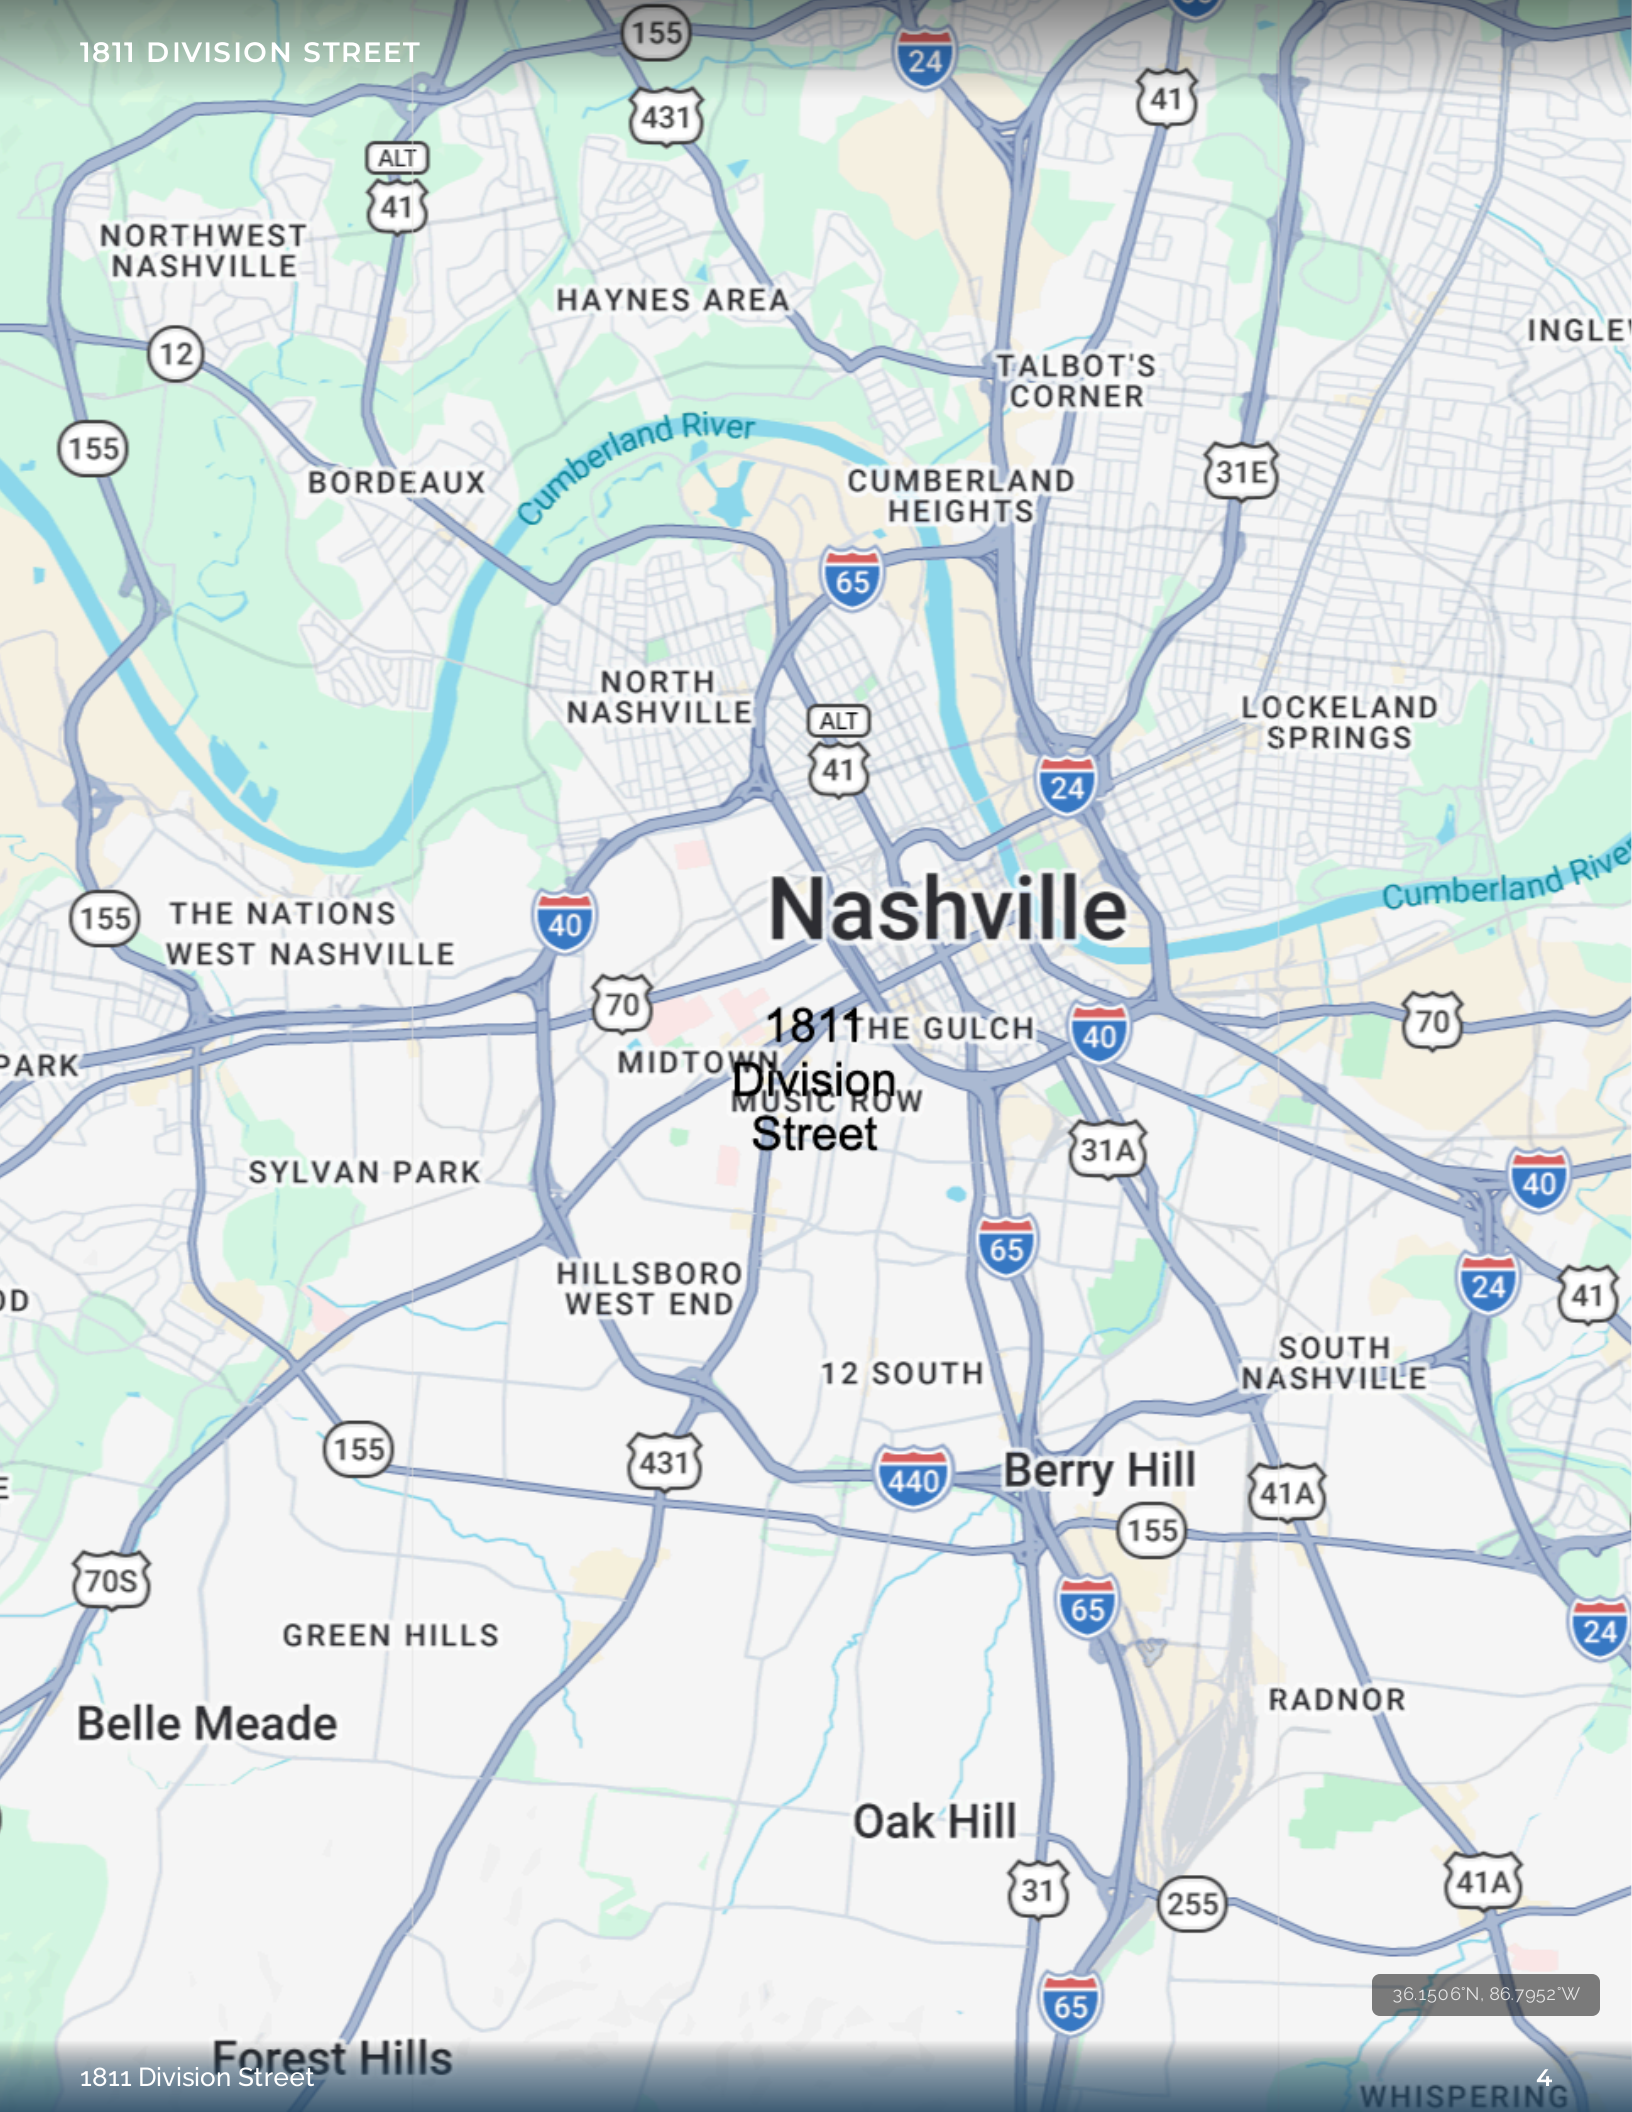 1811 DIVISION STREET
155
24
41
431
ALT
41
NORTHWEST
NASHVILLE
HAYNES AREA
12
TALBOT'S
CORNER
155
31E
BORDEAUX
Cumberland River
CUMBERLAND
HEIGHTS
65
NORTH
NASHVILLE
ALT
41
LOCKELAND
SPRINGS
24
Cumberland River
155
THE NATIONS
WEST NASHVILLE
40
Nashville
70
1811
HE GULCH
40
70
PARK
MIDTOWN
Division
MUSIC ROW
Street
31A
SYLVAN PARK
40
65
HILLSBORO
WEST END
24
41
OD
12 SOUTH
SOUTH
NASHVILLE
155
431
440
Berry Hill
41A
155
70S
65
24
GREEN HILLS
RADNOR
Belle Meade
Oak Hill
31
255
41A
36.1506°N, 86.7952°W
65
Forest Hills
1811 Division Street
4
WHISPERING